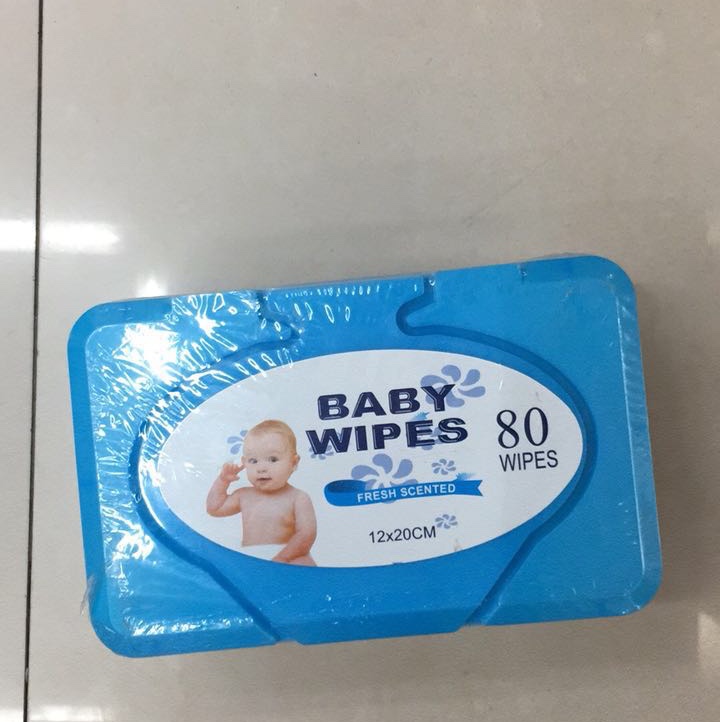 BABY
WIPES
80
WIPES
FRESH SCENTED
12x20CM